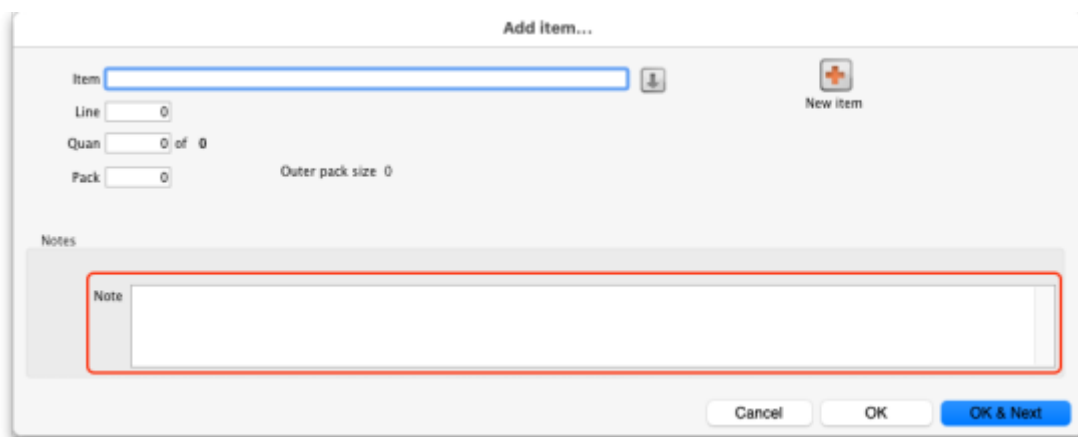 Add item...
Item
New item
Line 0
Quan 0 of 0
Pack 0 Outer pack size 0
Notes
Note
Cancel OK OK & Next